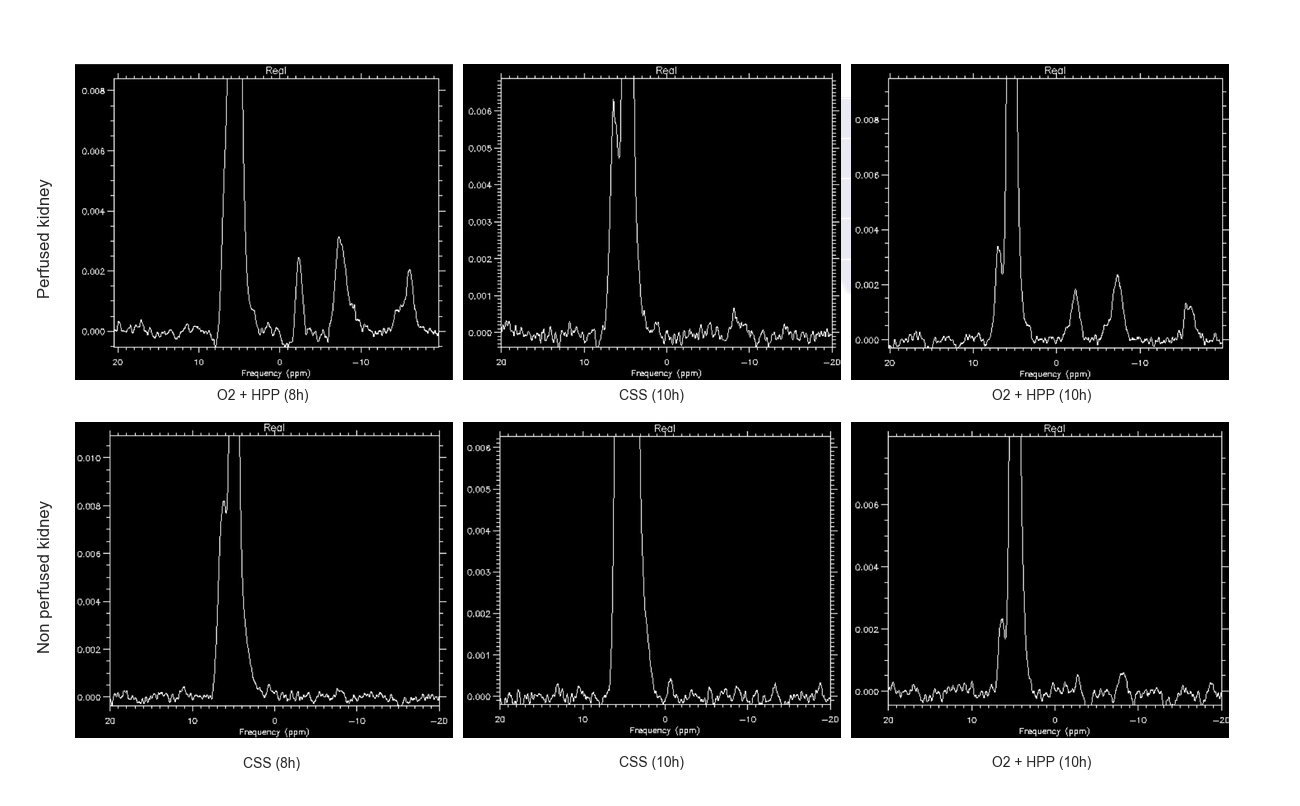 Real
0.008
0.006
0.004
0.002
0.000
20 10 0 -10
Frequency (ppm)
O2 + HPP (8h)
Real
0.006
0.005
0.004
0.003
0.002
0.001
0.000
20 10 0 -10 -20
Frequency (ppm)
CSS (10h)
Real
0.008
0.006
0.004
0.002
0.000
20 10 0 -10
Frequency (ppm)
O2 + HPP (10h)
Perfused kidney
Real
0.010
0.008
0.006
0.004
0.002
0.000
20 10 0 -10 -20
Frequency (ppm)
CSS (8h)
Real
0.006
0.005
0.004
0.003
0.002
0.001
0.000
20 10 0 -10 -20
Frequency (ppm)
CSS (10h)
Real
0.006
0.004
0.002
0.000
20 10 0 -10 -20
Frequency (ppm)
O2 + HPP (10h)
Non perfused kidney